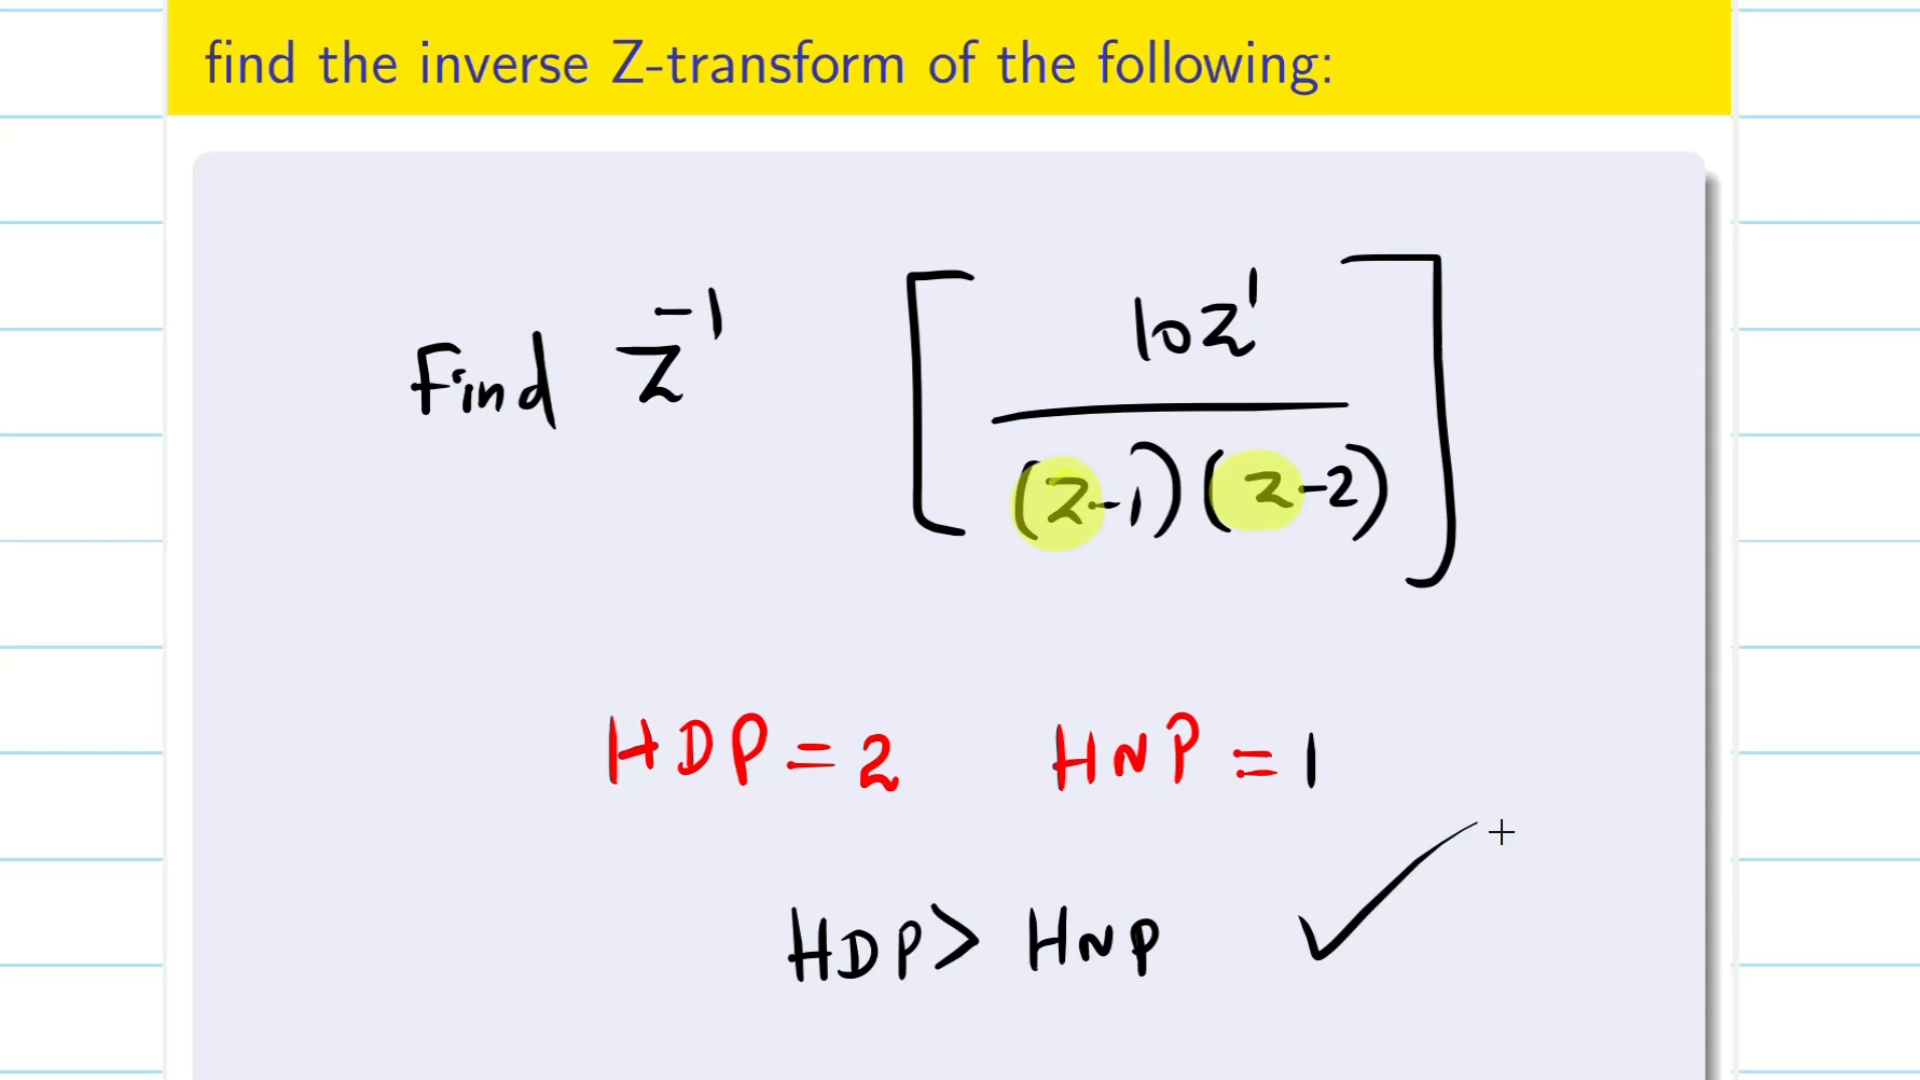 find the inverse Z-transform of the following:
Find Z⁻¹ [ 10z¹ / (z-1)(z-2) ]
HDP = 2 HNP = 1
HDP > HNP ✓